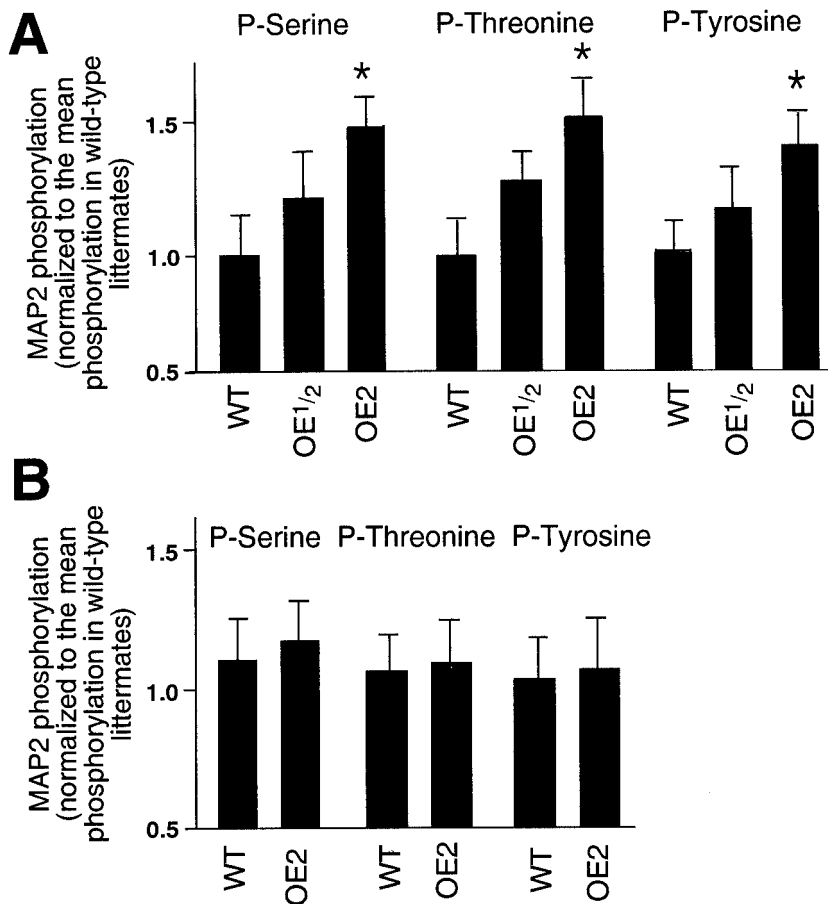 A
P-Serine P-Threonine P-Tyrosine
MAP2 phosphorylation
(normalized to the mean
phosphorylation in wild-type
littermates)
* * *
1.5
1.0
0.5
WT OE1/2 OE2 WT OE1/2 OE2 WT OE1/2 OE2
B
P-Serine P-Threonine P-Tyrosine
MAP2 phosphorylation
(normalized to the mean
phosphorylation in wild-type
littermates)
1.5
1.0
0.5
WT OE2 WT OE2 WT OE2